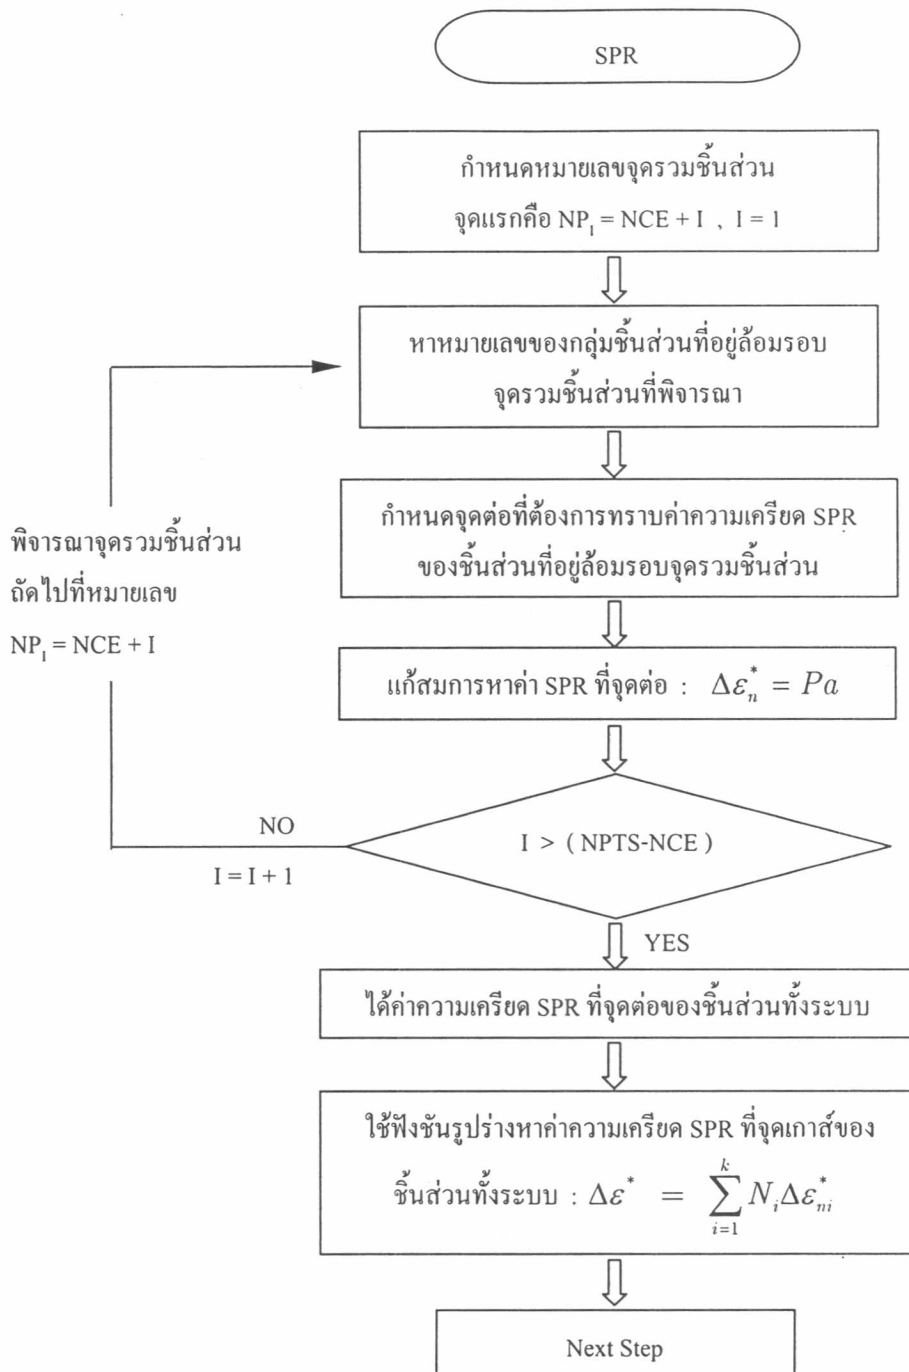 SPR
กำหนดหมายเลขจุดรวมชิ้นส่วน
จุดแรกคือ NP_I = NCE + I , I = 1
หาหมายเลขของกลุ่มชิ้นส่วนที่อยู่ล้อมรอบ
จุดรวมชิ้นส่วนที่พิจารณา
กำหนดจุดต่อที่ต้องการทราบค่าความเครียด SPR
ของชิ้นส่วนที่อยู่ล้อมรอบจุดรวมชิ้นส่วน
พิจารณาจุดรวมชิ้นส่วน
ถัดไปที่หมายเลข
NP_I = NCE + I
แก้สมการหาค่า SPR ที่จุดต่อ : Δε_n^* = Pa
I > ( NPTS-NCE )
NO
I = I + 1
YES
ได้ค่าความเครียด SPR ที่จุดต่อของชิ้นส่วนทั้งระบบ
ใช้ฟังชันรูปร่างหาค่าความเครียด SPR ที่จุดเกาส์ของ
ชิ้นส่วนทั้งระบบ : Δε^* = ∑_{i=1}^{k} N_i Δε_{ni}^*
Next Step